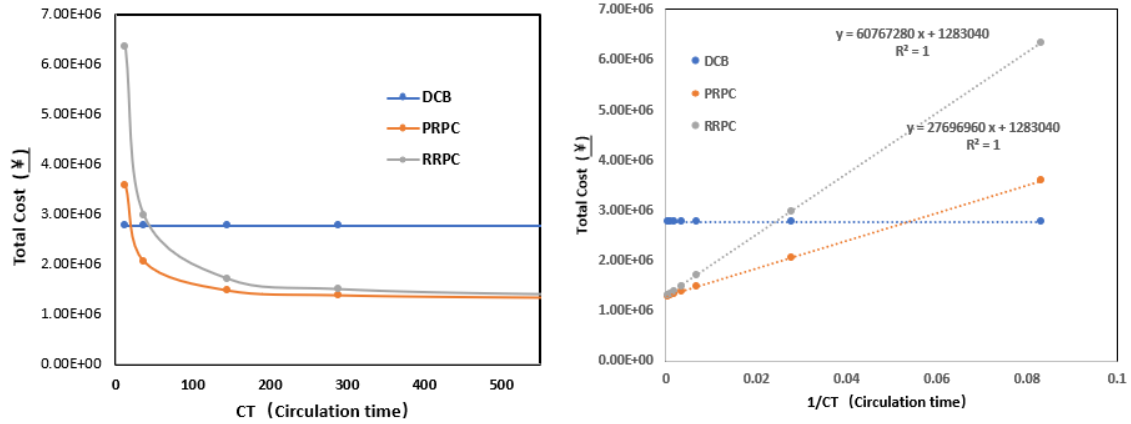 7.00E+06
6.00E+06
5.00E+06
4.00E+06
3.00E+06
2.00E+06
1.00E+06
0.00E+00
Total Cost (¥)
DCB
PRPC
RRPC
0 100 200 300 400 500
CT (Circulation time)
7.00E+06
6.00E+06
5.00E+06
4.00E+06
3.00E+06
2.00E+06
1.00E+06
0.00E+00
Total Cost (¥)
y = 60767280 x + 1283040
R² = 1
DCB
PRPC
RRPC
y = 27696960 x + 1283040
R² = 1
0 0.02 0.04 0.06 0.08 0.1
1/CT (Circulation time)